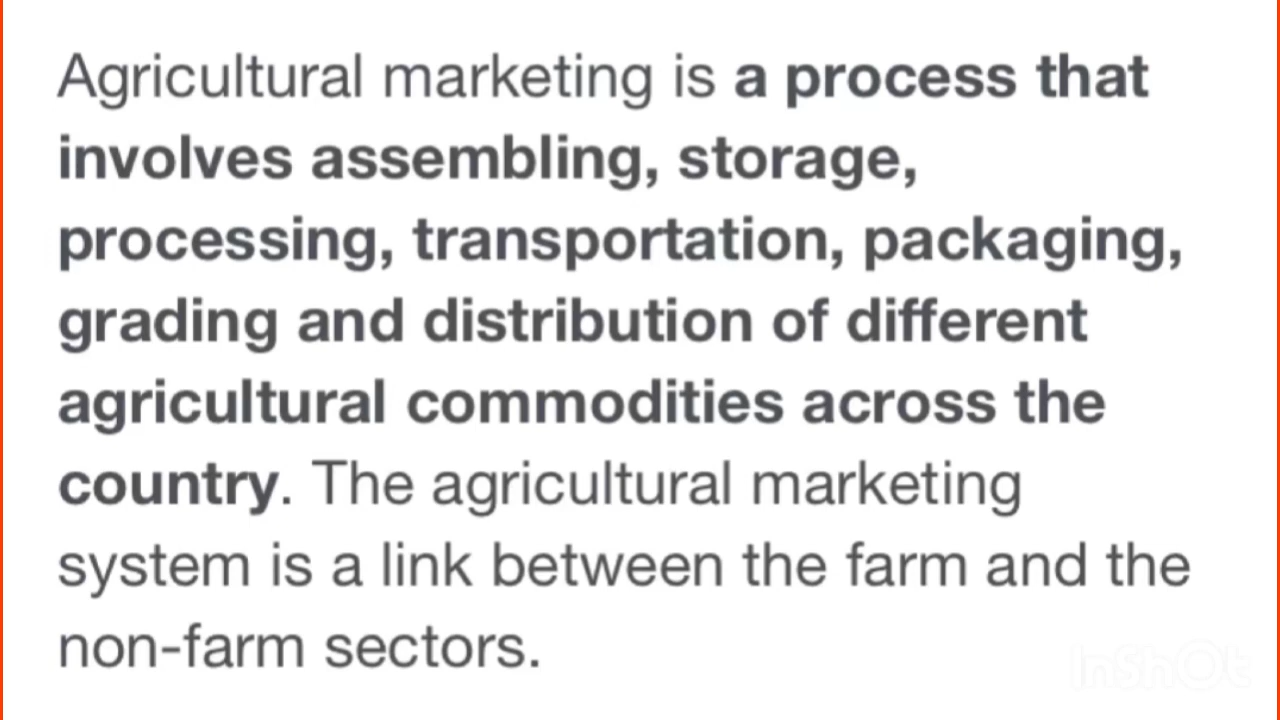 Agricultural marketing is a process that
involves assembling, storage,
processing, transportation, packaging,
grading and distribution of different
agricultural commodities across the
country. The agricultural marketing
system is a link between the farm and the
non-farm sectors.
InShOt